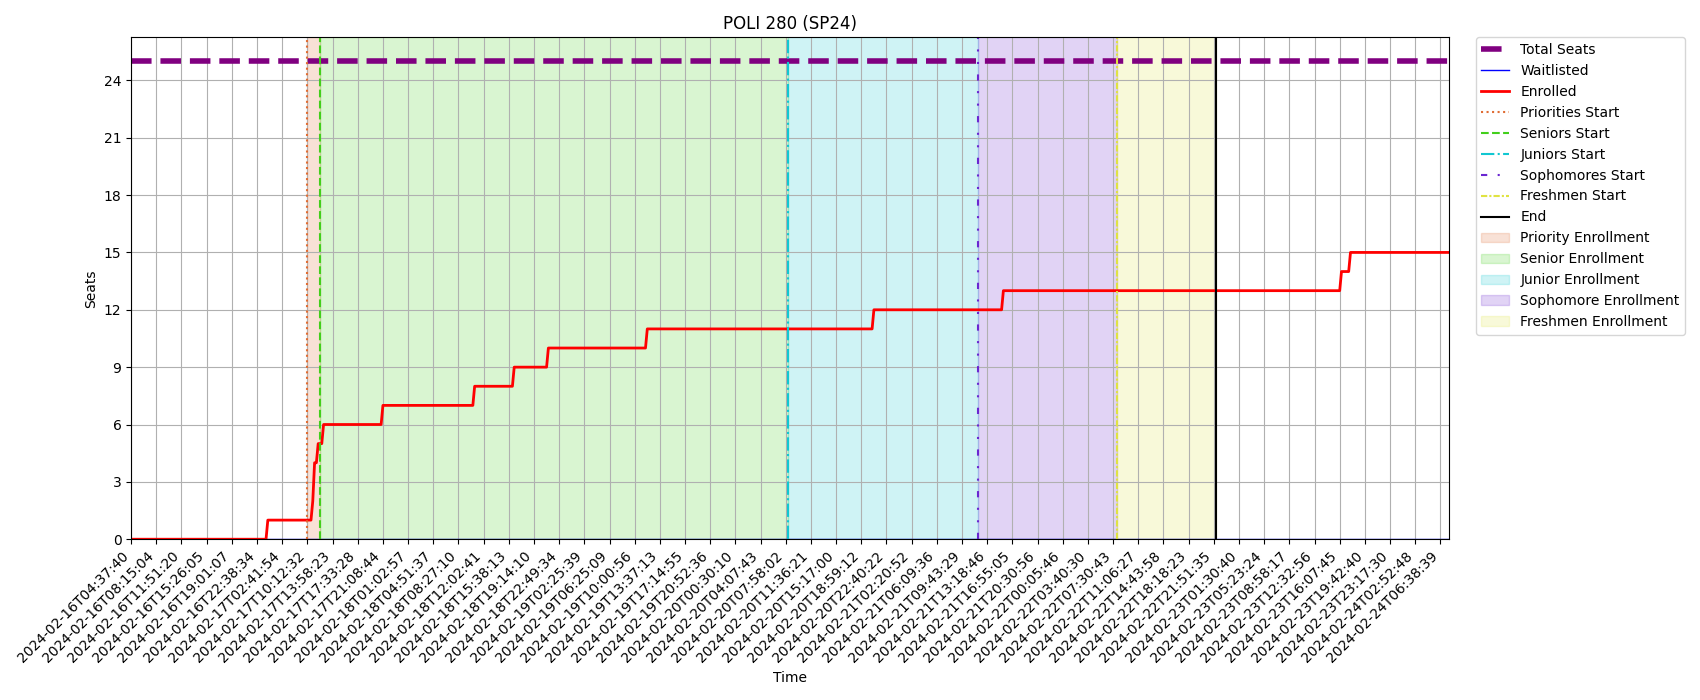 POLI 280 (SP24)
Seats
24
21
18
15
12
9
6
3
0
2024-02-16T04:37:40
2024-02-16T08:15:04
2024-02-16T11:51:20
2024-02-16T15:26:05
2024-02-16T19:01:07
2024-02-16T22:38:34
2024-02-17T02:41:54
2024-02-17T10:12:32
2024-02-17T13:58:23
2024-02-17T17:33:28
2024-02-17T21:08:44
2024-02-18T01:02:57
2024-02-18T04:51:37
2024-02-18T08:27:10
2024-02-18T12:02:41
2024-02-18T15:38:13
2024-02-18T19:14:10
2024-02-18T22:49:34
2024-02-19T02:25:39
2024-02-19T06:25:09
2024-02-19T10:00:56
2024-02-19T13:37:13
2024-02-19T17:14:55
2024-02-19T20:52:36
2024-02-20T00:30:10
2024-02-20T04:07:43
2024-02-20T07:58:02
2024-02-20T11:36:21
2024-02-20T15:17:00
2024-02-20T18:59:12
2024-02-20T22:40:22
2024-02-21T02:20:52
2024-02-21T06:09:36
2024-02-21T09:43:29
2024-02-21T13:18:46
2024-02-21T16:55:05
2024-02-21T20:30:56
2024-02-22T00:05:46
2024-02-22T03:40:30
2024-02-22T07:30:43
2024-02-22T11:06:27
2024-02-22T14:43:58
2024-02-22T18:18:23
2024-02-22T21:51:35
2024-02-23T01:30:40
2024-02-23T05:23:24
2024-02-23T08:58:17
2024-02-23T12:32:56
2024-02-23T16:07:45
2024-02-23T19:42:40
2024-02-23T23:17:30
2024-02-24T02:52:48
2024-02-24T06:38:39
Time
Total Seats
Waitlisted
Enrolled
Priorities Start
Seniors Start
Juniors Start
Sophomores Start
Freshmen Start
End
Priority Enrollment
Senior Enrollment
Junior Enrollment
Sophomore Enrollment
Freshmen Enrollment